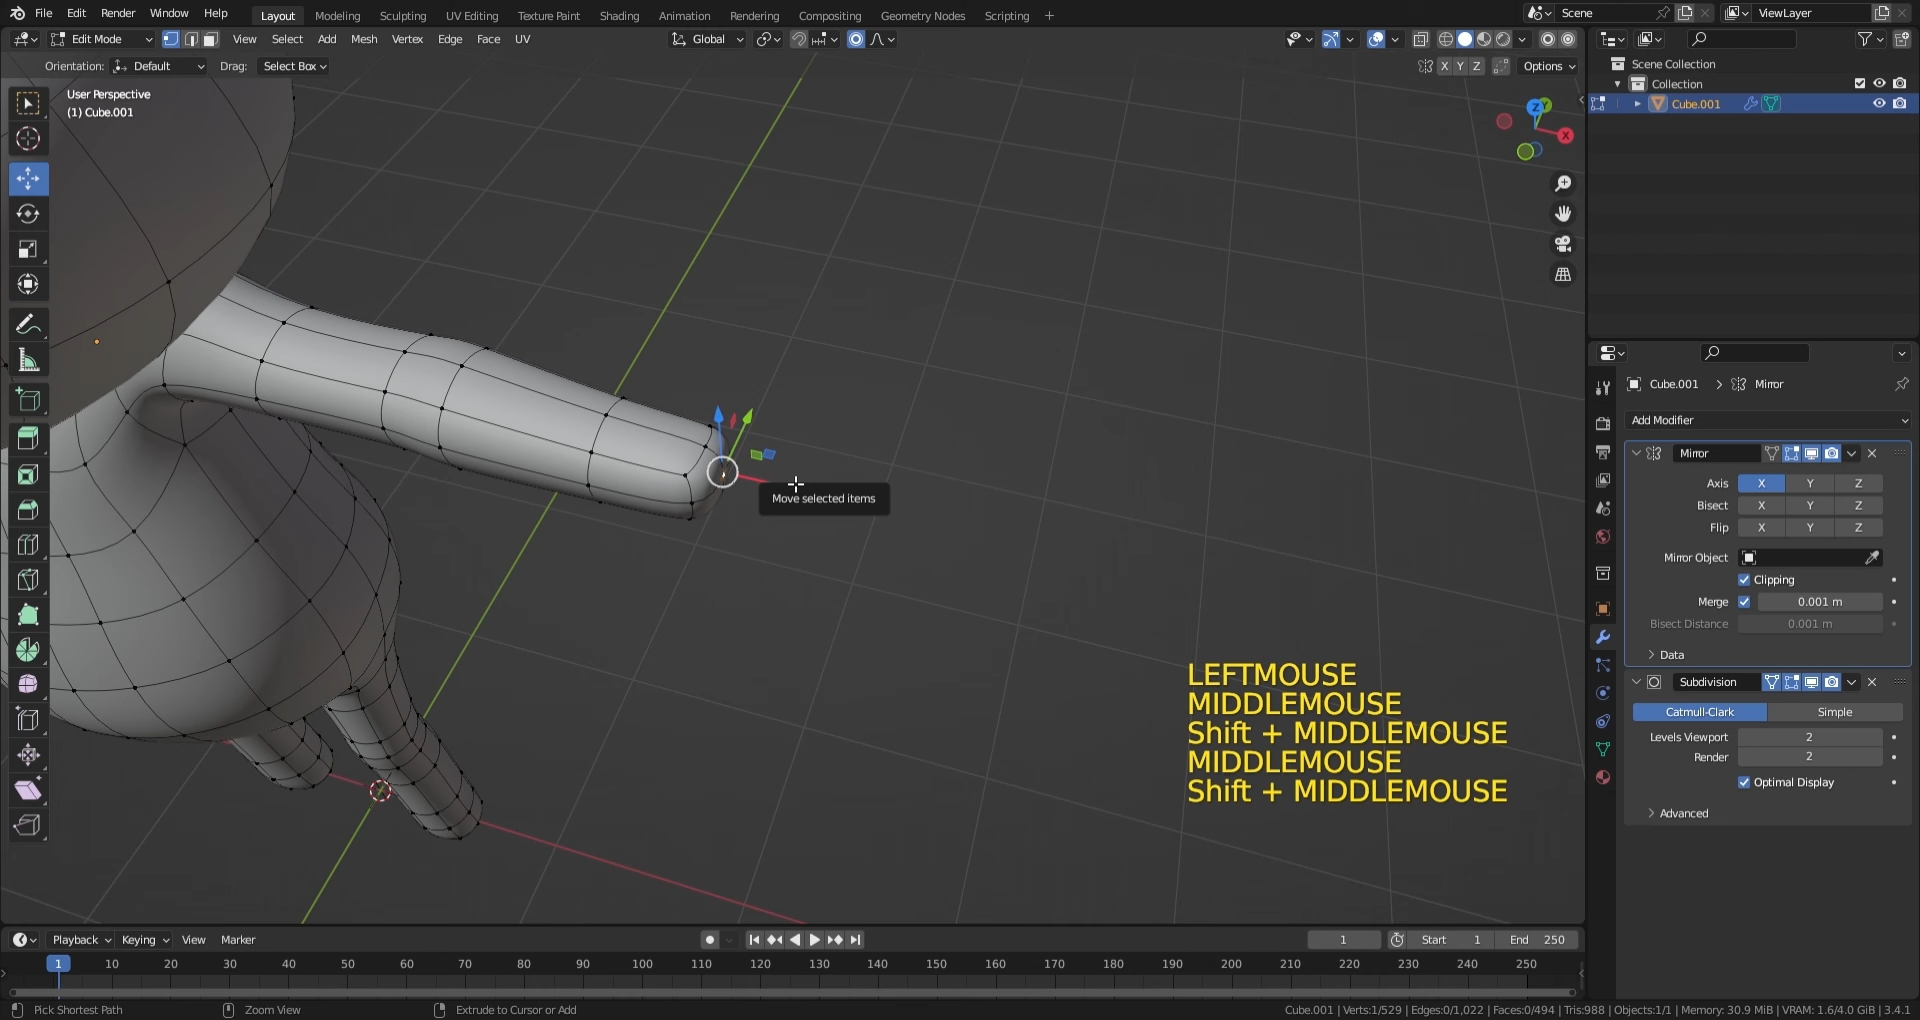 File Edit Render Window Help Layout Modeling Sculpting UV Editing Texture Paint Shading Animation Rendering Compositing Geometry Nodes Scripting + Scene ViewLayer
Edit Mode View Select Add Mesh Vertex Edge Face UV Global
Orientation: Default Drag: Select Box X Y Z Options
User Perspective
(1) Cube.001
Z
Y
X
Move selected items
LEFTMOUSE
MIDDLEMOUSE
Shift + MIDDLEMOUSE
MIDDLEMOUSE
Shift + MIDDLEMOUSE
Scene Collection
Collection
Cube.001
Cube.001 > Mirror
Add Modifier
Mirror
Axis X Y Z
Bisect X Y Z
Flip X Y Z
Mirror Object
Clipping
Merge 0.001 m
Bisect Distance 0.001 m
Data
Subdivision
Catmull-Clark Simple
Levels Viewport 2
Render 2
Optimal Display
Advanced
Playback Keying View Marker 1 Start 1 End 250
1 10 20 30 40 50 60 70 80 90 100 110 120 130 140 150 160 170 180 190 200 210 220 230 240 250
Pick Shortest Path Zoom View Extrude to Cursor or Add Cube.001 | Verts:1/529 | Edges:0/1,022 | Faces:0/494 | Tris:988 | Objects:1/1 | Memory: 30.9 MiB | VRAM: 1.6/4.0 GiB | 3.4.1